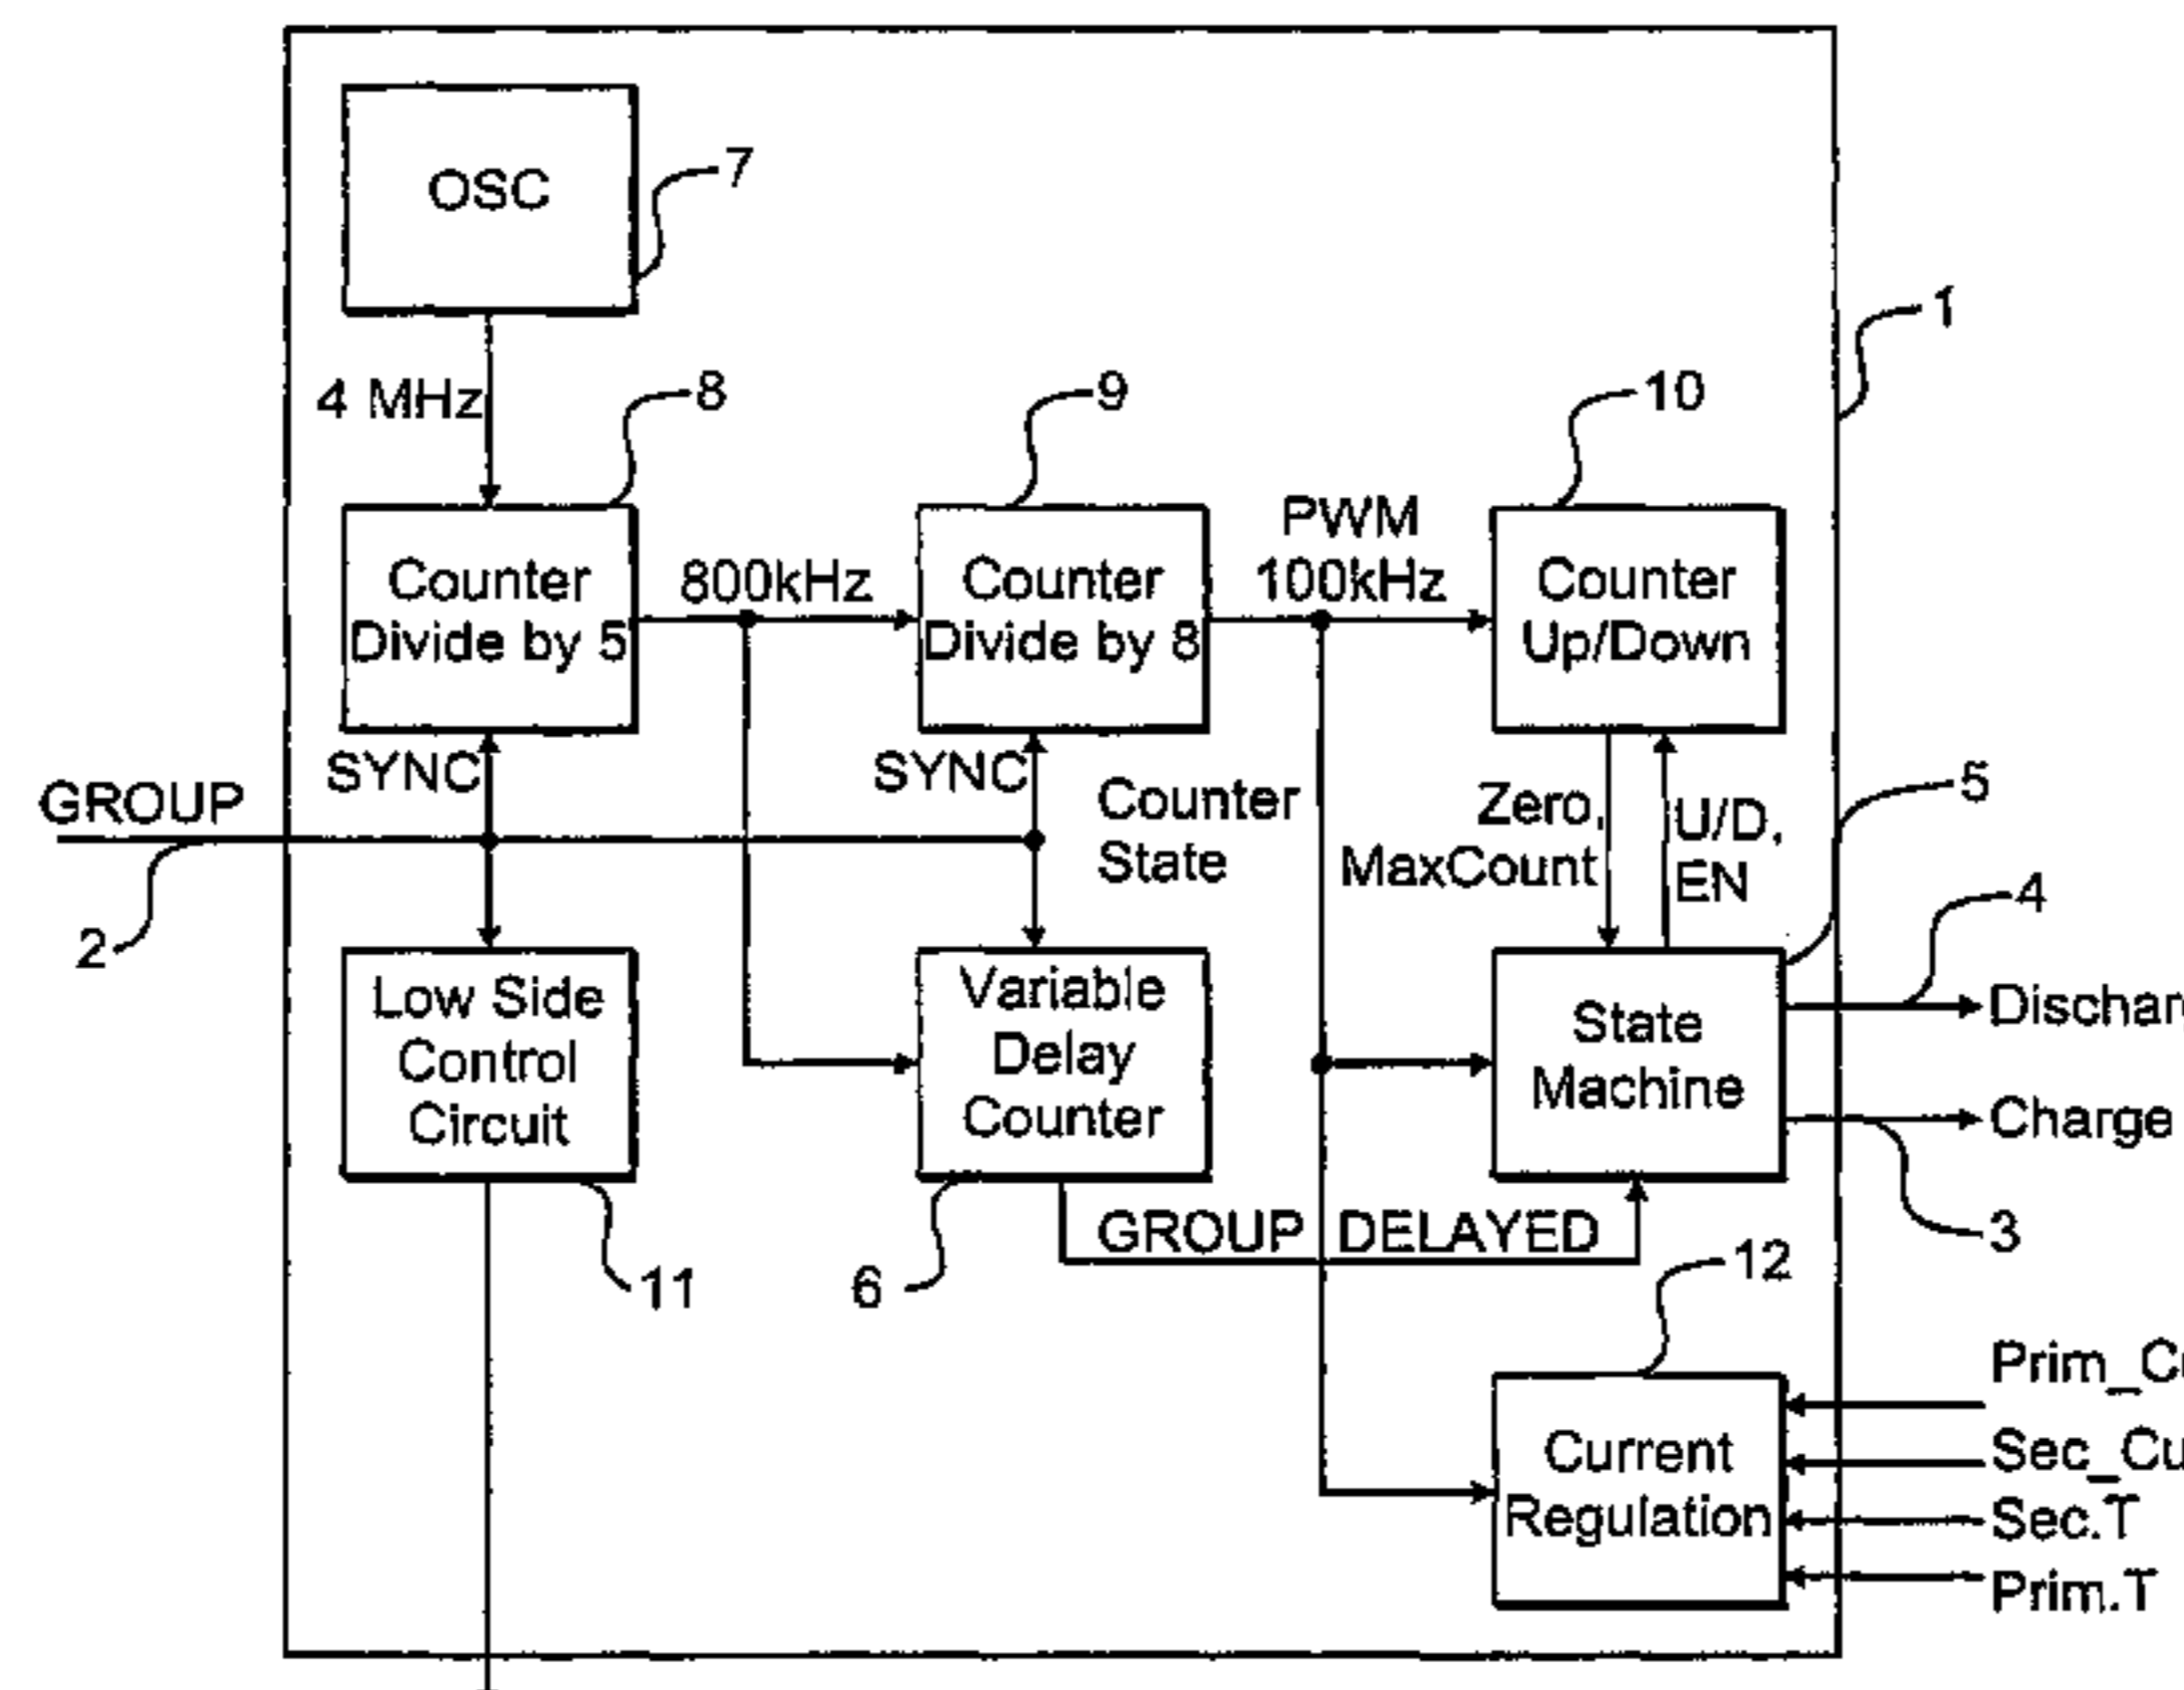 OSC
7
1
4 MHz
8
9
10
Counter
Divide by 5
800kHz
Counter
Divide by 8
PWM
100kHz
Counter
Up/Down
SYNC
SYNC
GROUP
2
Counter
State
Zero,
MaxCount
U/D,
EN
5
4
Low Side
Control
Circuit
Variable
Delay
Counter
State
Machine
Charge
3
GROUP DELAYED
11
6
12
Current
Regulation
Sec.T
Prim.T